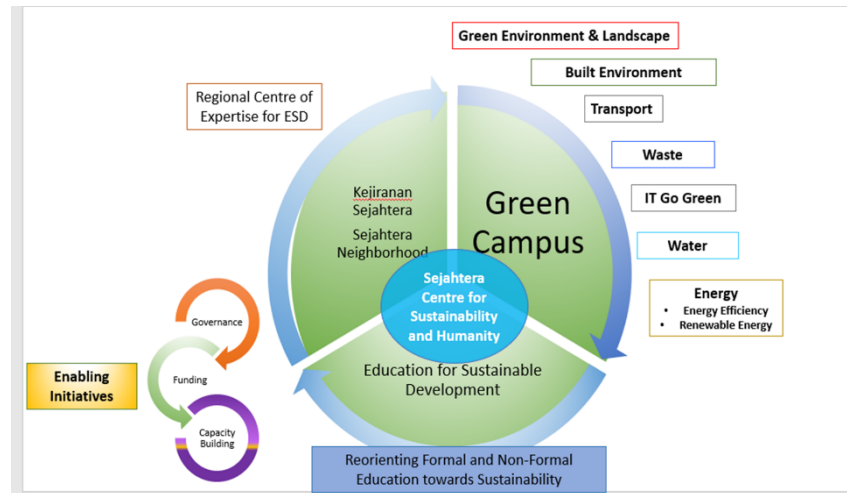 Green Environment & Landscape
Built Environment
Transport
Waste
IT Go Green
Water
Energy
• Energy Efficiency
• Renewable Energy
Regional Centre of
Expertise for ESD
Kejiranan
Sejahtera
Sejahtera
Neighborhood
Green
Campus
Sejahtera
Centre for
Sustainability
and Humanity
Education for Sustainable
Development
Reorienting Formal and Non-Formal
Education towards Sustainability
Enabling
Initiatives
Governance
Funding
Capacity
Building